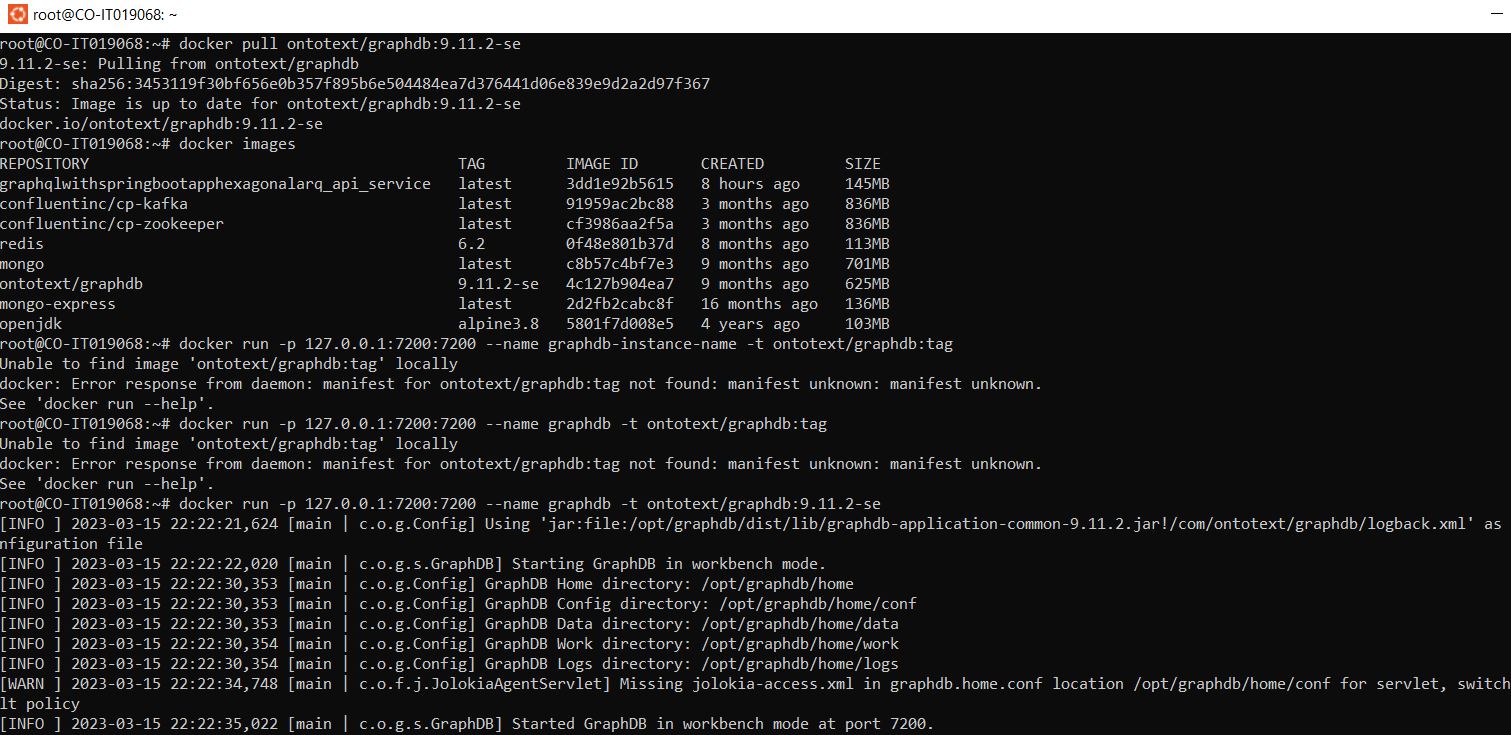 root@CO-IT019068: ~
root@CO-IT019068:~# docker pull ontotext/graphdb:9.11.2-se
9.11.2-se: Pulling from ontotext/graphdb
Digest: sha256:3453119f30bf656e0b357f895b6e504484ea7d376441d06e839e9d2a2d97f367
Status: Image is up to date for ontotext/graphdb:9.11.2-se
docker.io/ontotext/graphdb:9.11.2-se
root@CO-IT019068:~# docker images
REPOSITORY TAG IMAGE ID CREATED SIZE
graphqlwithspringbootapphexagonalarq_api_service latest 3dd1e92b5615 8 hours ago 145MB
confluentinc/cp-kafka latest 91959ac2bc88 3 months ago 836MB
confluentinc/cp-zookeeper latest cf3986aa2f5a 3 months ago 836MB
redis 6.2 0f48e801b37d 8 months ago 113MB
mongo latest c8b57c4bf7e3 9 months ago 701MB
ontotext/graphdb 9.11.2-se 4c127b904ea7 9 months ago 625MB
mongo-express latest 2d2fb2cabc8f 16 months ago 136MB
openjdk alpine3.8 5801f7d008e5 4 years ago 103MB
root@CO-IT019068:~# docker run -p 127.0.0.1:7200:7200 --name graphdb-instance-name -t ontotext/graphdb:tag
Unable to find image 'ontotext/graphdb:tag' locally
docker: Error response from daemon: manifest for ontotext/graphdb:tag not found: manifest unknown: manifest unknown.
See 'docker run --help'.
root@CO-IT019068:~# docker run -p 127.0.0.1:7200:7200 --name graphdb -t ontotext/graphdb:tag
Unable to find image 'ontotext/graphdb:tag' locally
docker: Error response from daemon: manifest for ontotext/graphdb:tag not found: manifest unknown: manifest unknown.
See 'docker run --help'.
root@CO-IT019068:~# docker run -p 127.0.0.1:7200:7200 --name graphdb -t ontotext/graphdb:9.11.2-se
[INFO ] 2023-03-15 22:22:21,624 [main | c.o.g.Config] Using 'jar:file:/opt/graphdb/dist/lib/graphdb-application-common-9.11.2.jar!/com/ontotext/graphdb/logback.xml' as
nfiguration file
[INFO ] 2023-03-15 22:22:22,020 [main | c.o.g.s.GraphDB] Starting GraphDB in workbench mode.
[INFO ] 2023-03-15 22:22:30,353 [main | c.o.g.Config] GraphDB Home directory: /opt/graphdb/home
[INFO ] 2023-03-15 22:22:30,353 [main | c.o.g.Config] GraphDB Config directory: /opt/graphdb/home/conf
[INFO ] 2023-03-15 22:22:30,353 [main | c.o.g.Config] GraphDB Data directory: /opt/graphdb/home/data
[INFO ] 2023-03-15 22:22:30,354 [main | c.o.g.Config] GraphDB Work directory: /opt/graphdb/home/work
[INFO ] 2023-03-15 22:22:30,354 [main | c.o.g.Config] GraphDB Logs directory: /opt/graphdb/home/logs
[WARN ] 2023-03-15 22:22:34,748 [main | c.o.f.j.JolokiaAgentServlet] Missing jolokia-access.xml in graphdb.home.conf location /opt/graphdb/home/conf for servlet, switch
lt policy
[INFO ] 2023-03-15 22:22:35,022 [main | c.o.g.s.GraphDB] Started GraphDB in workbench mode at port 7200.